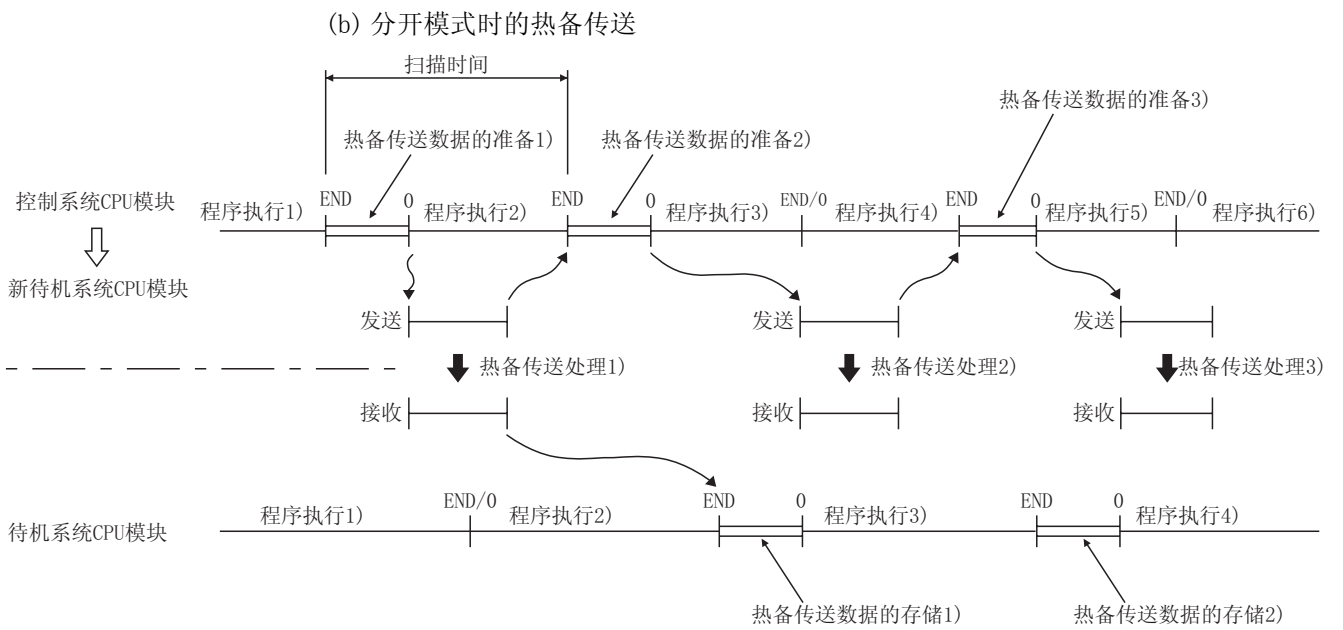 (b) 分开模式时的热备传送
扫描时间
热备传送数据的准备1)
热备传送数据的准备2)
热备传送数据的准备3)
控制系统CPU模块
程序执行1)
END
0
程序执行2)
END
0
程序执行3)
END/0
程序执行4)
END
0
程序执行5)
END/0
程序执行6)
新待机系统CPU模块
发送
发送
发送
热备传送处理1)
热备传送处理2)
热备传送处理3)
接收
接收
接收
待机系统CPU模块
程序执行1)
END/0
程序执行2)
END
0
程序执行3)
END
0
程序执行4)
热备传送数据的存储1)
热备传送数据的存储2)